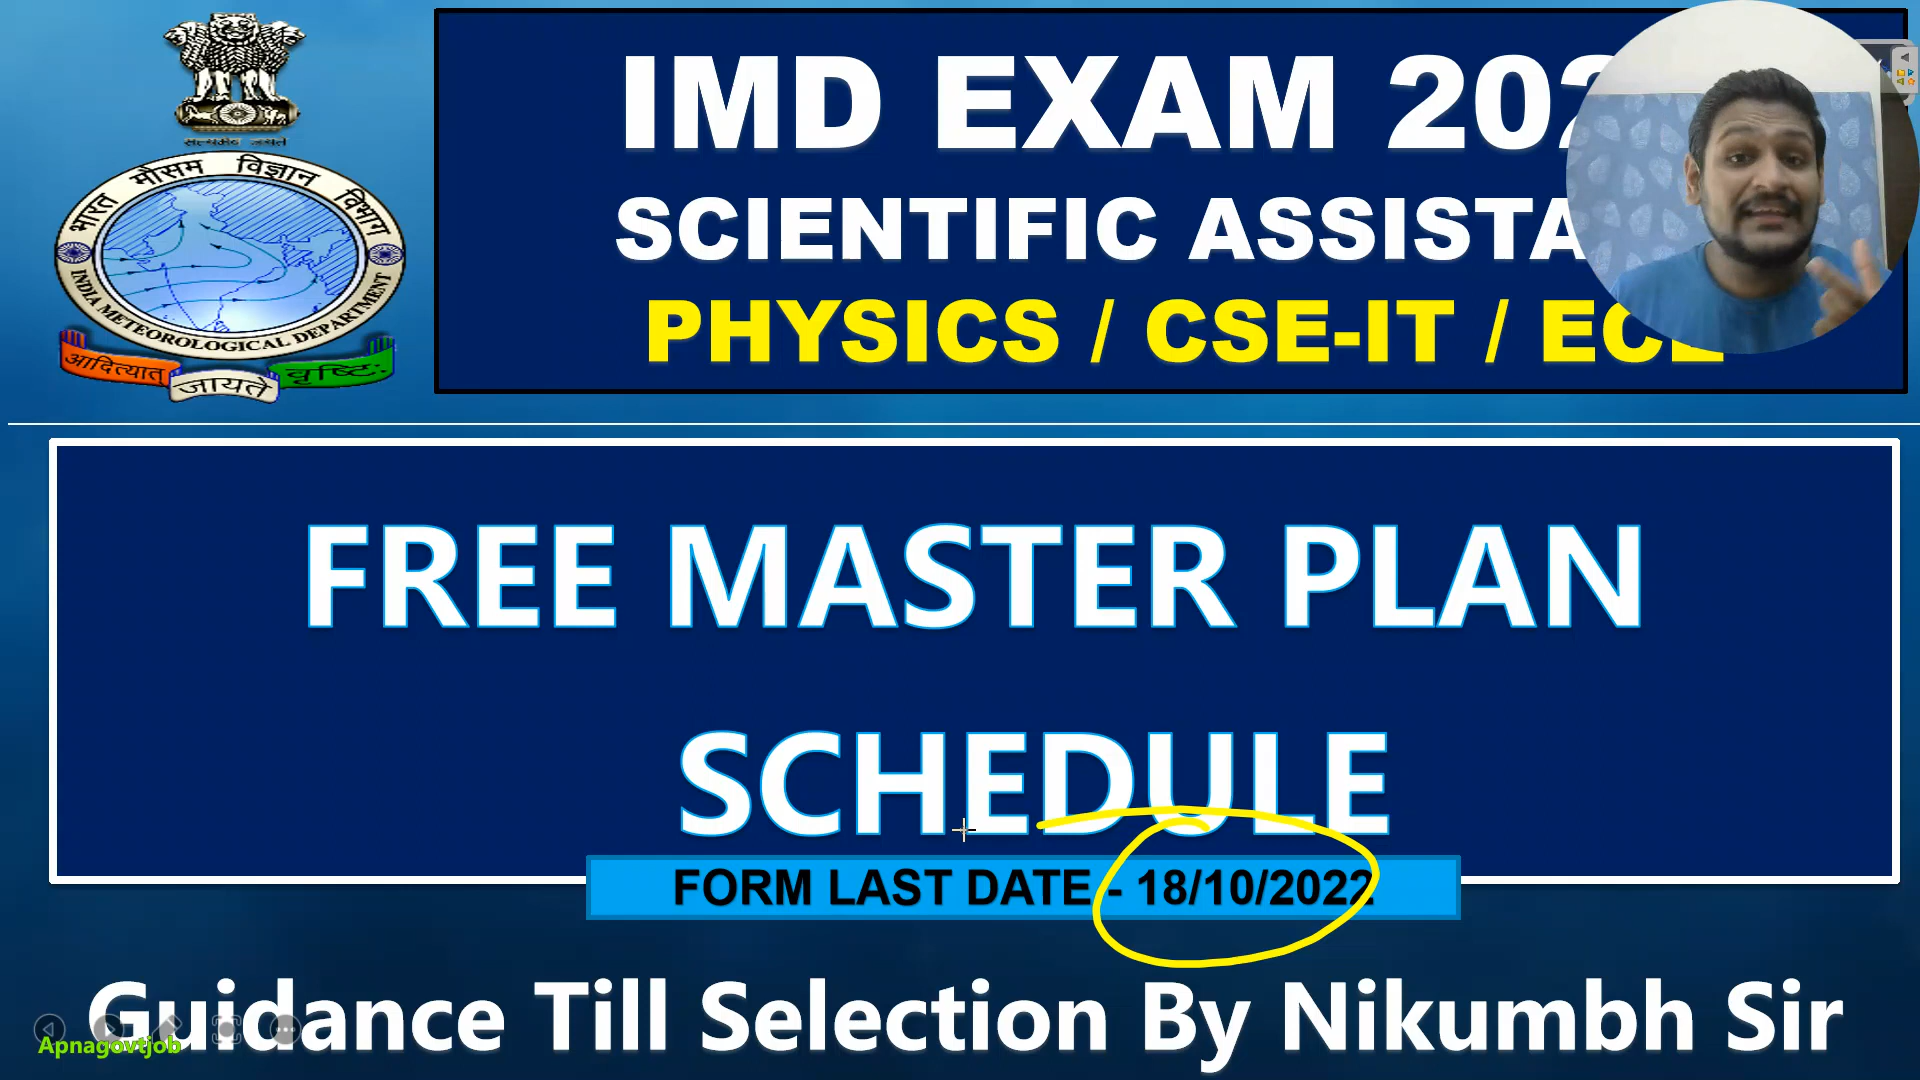 सत्यमेव जयते
भारत मौसम विज्ञान विभाग
INDIA METEOROLOGICAL DEPARTMENT
आदित्यात् जायते वृष्टिः
IMD EXAM 202
SCIENTIFIC ASSISTA
PHYSICS / CSE-IT / ECE
FREE MASTER PLAN
SCHEDULE
FORM LAST DATE - 18/10/2022
Guidance Till Selection By Nikumbh Sir
Apnagovtjob